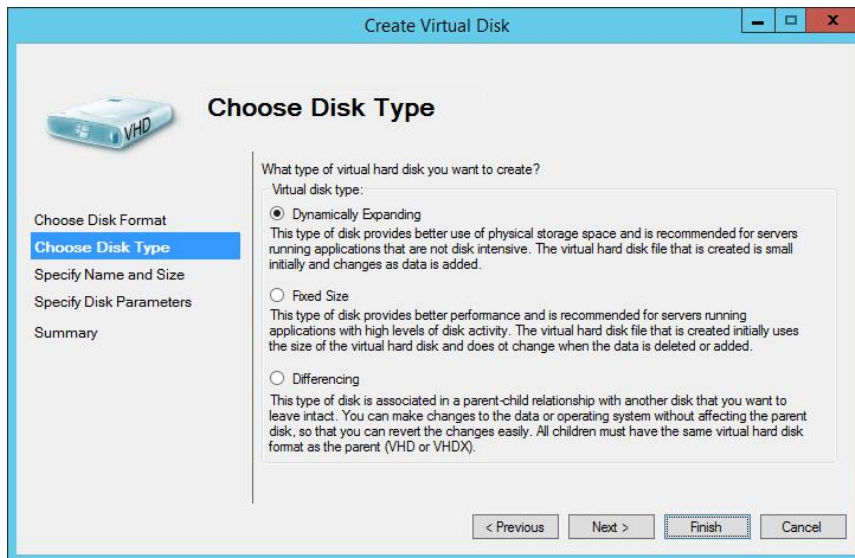 Create Virtual Disk
VHD
Choose Disk Type
What type of virtual hard disk you want to create?
Virtual disk type:
Choose Disk Format
Choose Disk Type
Specify Name and Size
Specify Disk Parameters
Summary
Dynamically Expanding
This type of disk provides better use of physical storage space and is recommended for servers
running applications that are not disk intensive. The virtual hard disk file that is created is small
initially and changes as data is added.
Fixed Size
This type of disk provides better performance and is recommended for servers running
applications with high levels of disk activity. The virtual hard disk file that is created initially uses
the size of the virtual hard disk and does ot change when the data is deleted or added.
Differencing
This type of disk is associated in a parent-child relationship with another disk that you want to
leave intact. You can make changes to the data or operating system without affecting the parent
disk, so that you can revert the changes easily. All children must have the same virtual hard disk
format as the parent (VHD or VHDX).
< Previous
Next >
Finish
Cancel